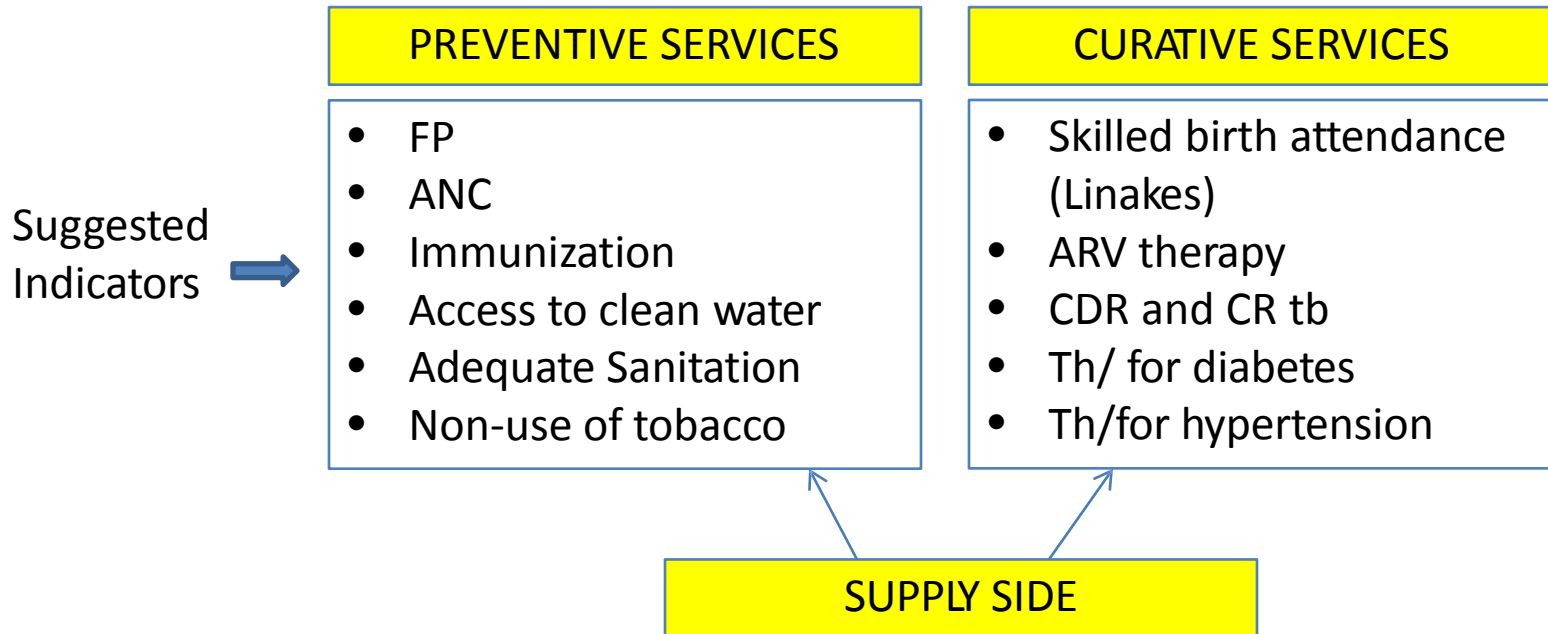 PREVENTIVE SERVICES
CURATIVE SERVICES
Suggested
Indicators
• FP
• ANC
• Immunization
• Access to clean water
• Adequate Sanitation
• Non-use of tobacco
• Skilled birth attendance
(Linakes)
• ARV therapy
• CDR and CR tb
• Th/ for diabetes
• Th/for hypertension
SUPPLY SIDE